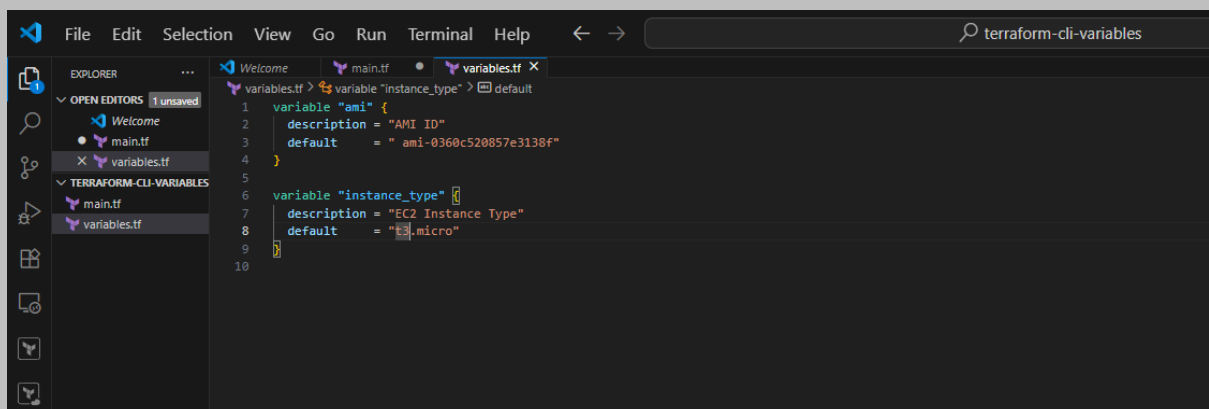 File Edit Selection View Go Run Terminal Help terraform-cli-variables
EXPLORER ...
OPEN EDITORS 1 unsaved
Welcome
main.tf
variables.tf
TERRAFORM-CLI-VARIABLES
main.tf
variables.tf
1
Welcome main.tf variables.tf
variables.tf > variable "instance_type" > abc default
1 variable "ami" {
2 description = "AMI ID"
3 default = " ami-0360c520857e3138f"
4 }
5
6 variable "instance_type" {
7 description = "EC2 Instance Type"
8 default = "t3.micro"
9 }
10